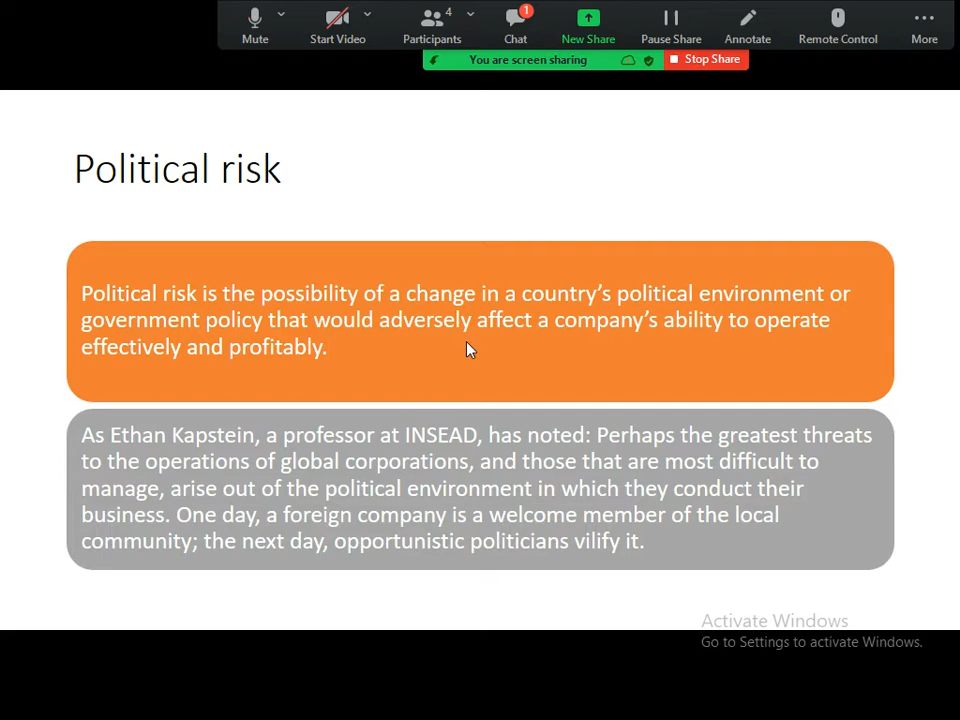 4
1
Mute
Start Video
Participants
Chat
New Share
Pause Share
Annotate
Remote Control
More
You are screen sharing
Stop Share
Political risk
Political risk is the possibility of a change in a country’s political environment or
government policy that would adversely affect a company’s ability to operate
effectively and profitably.
As Ethan Kapstein, a professor at INSEAD, has noted: Perhaps the greatest threats
to the operations of global corporations, and those that are most difficult to
manage, arise out of the political environment in which they conduct their
business. One day, a foreign company is a welcome member of the local
community; the next day, opportunistic politicians vilify it.
Activate Windows
Go to Settings to activate Windows.